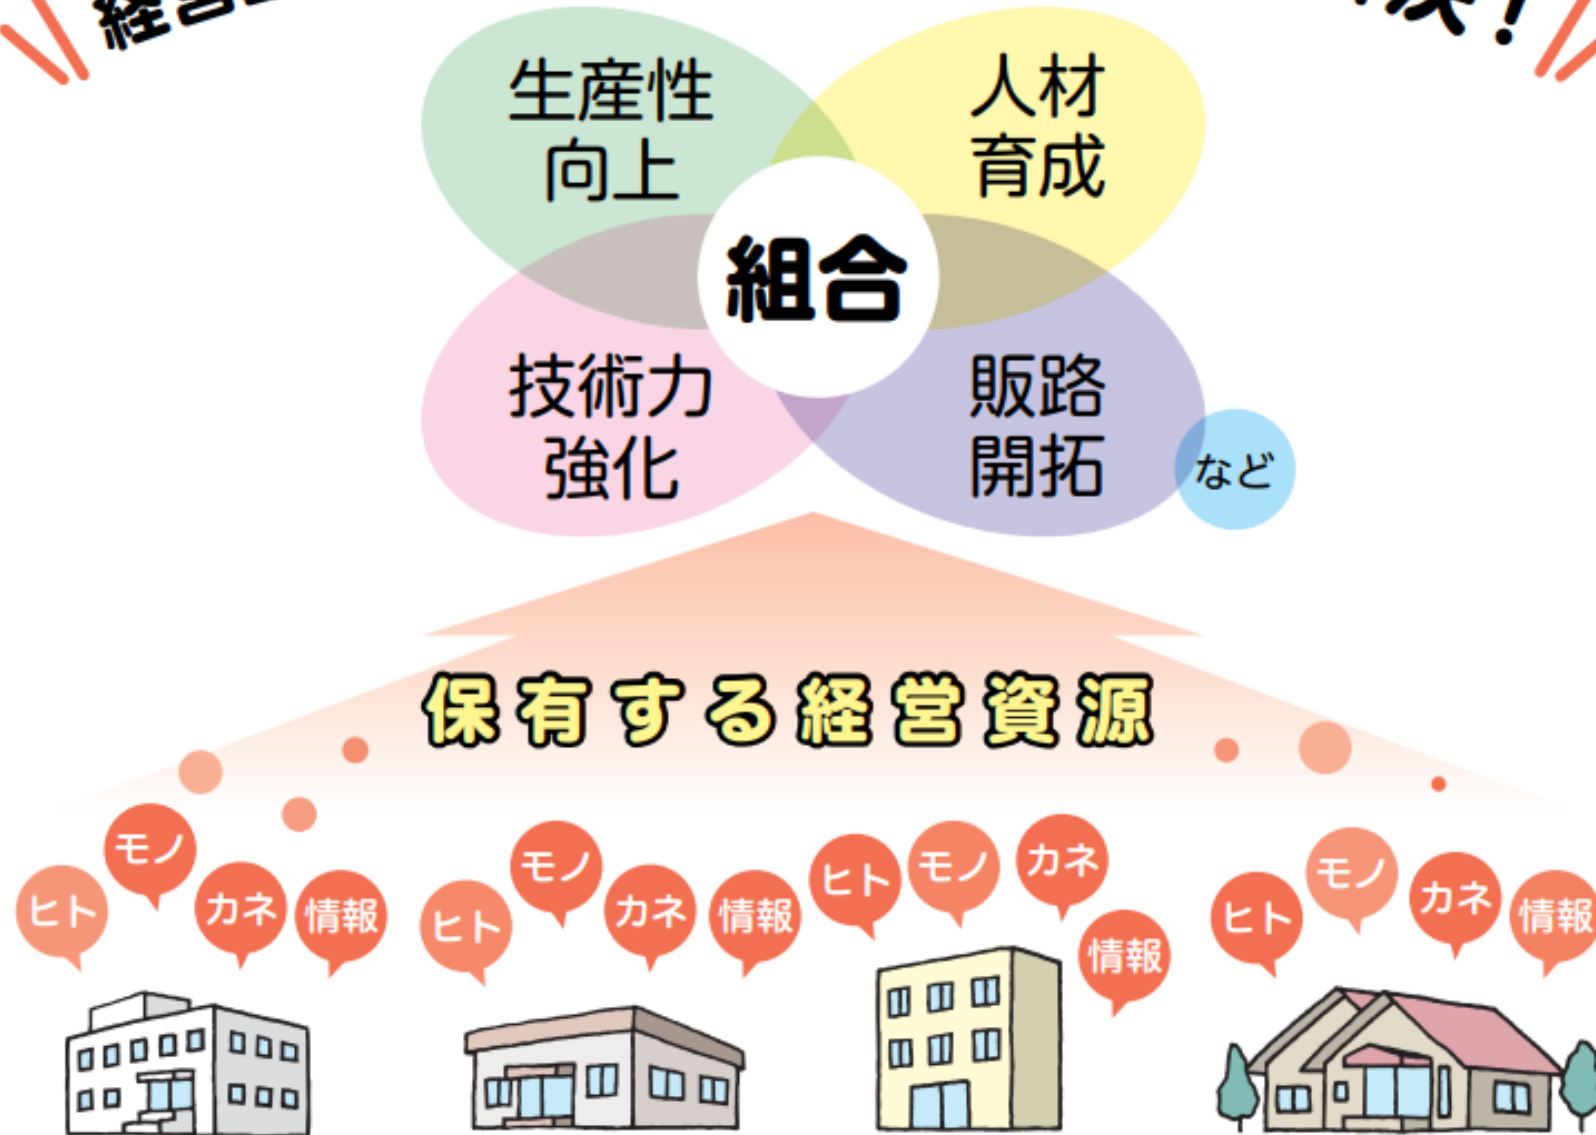 経営
決！
生産性
向上
人材
育成
組合
技術力
強化
販路
開拓
など
保有する経営資源
ヒト
モノ
カネ
情報
ヒト
モノ
カネ
情報
ヒト
モノ
カネ
情報
ヒト
モノ
カネ
情報